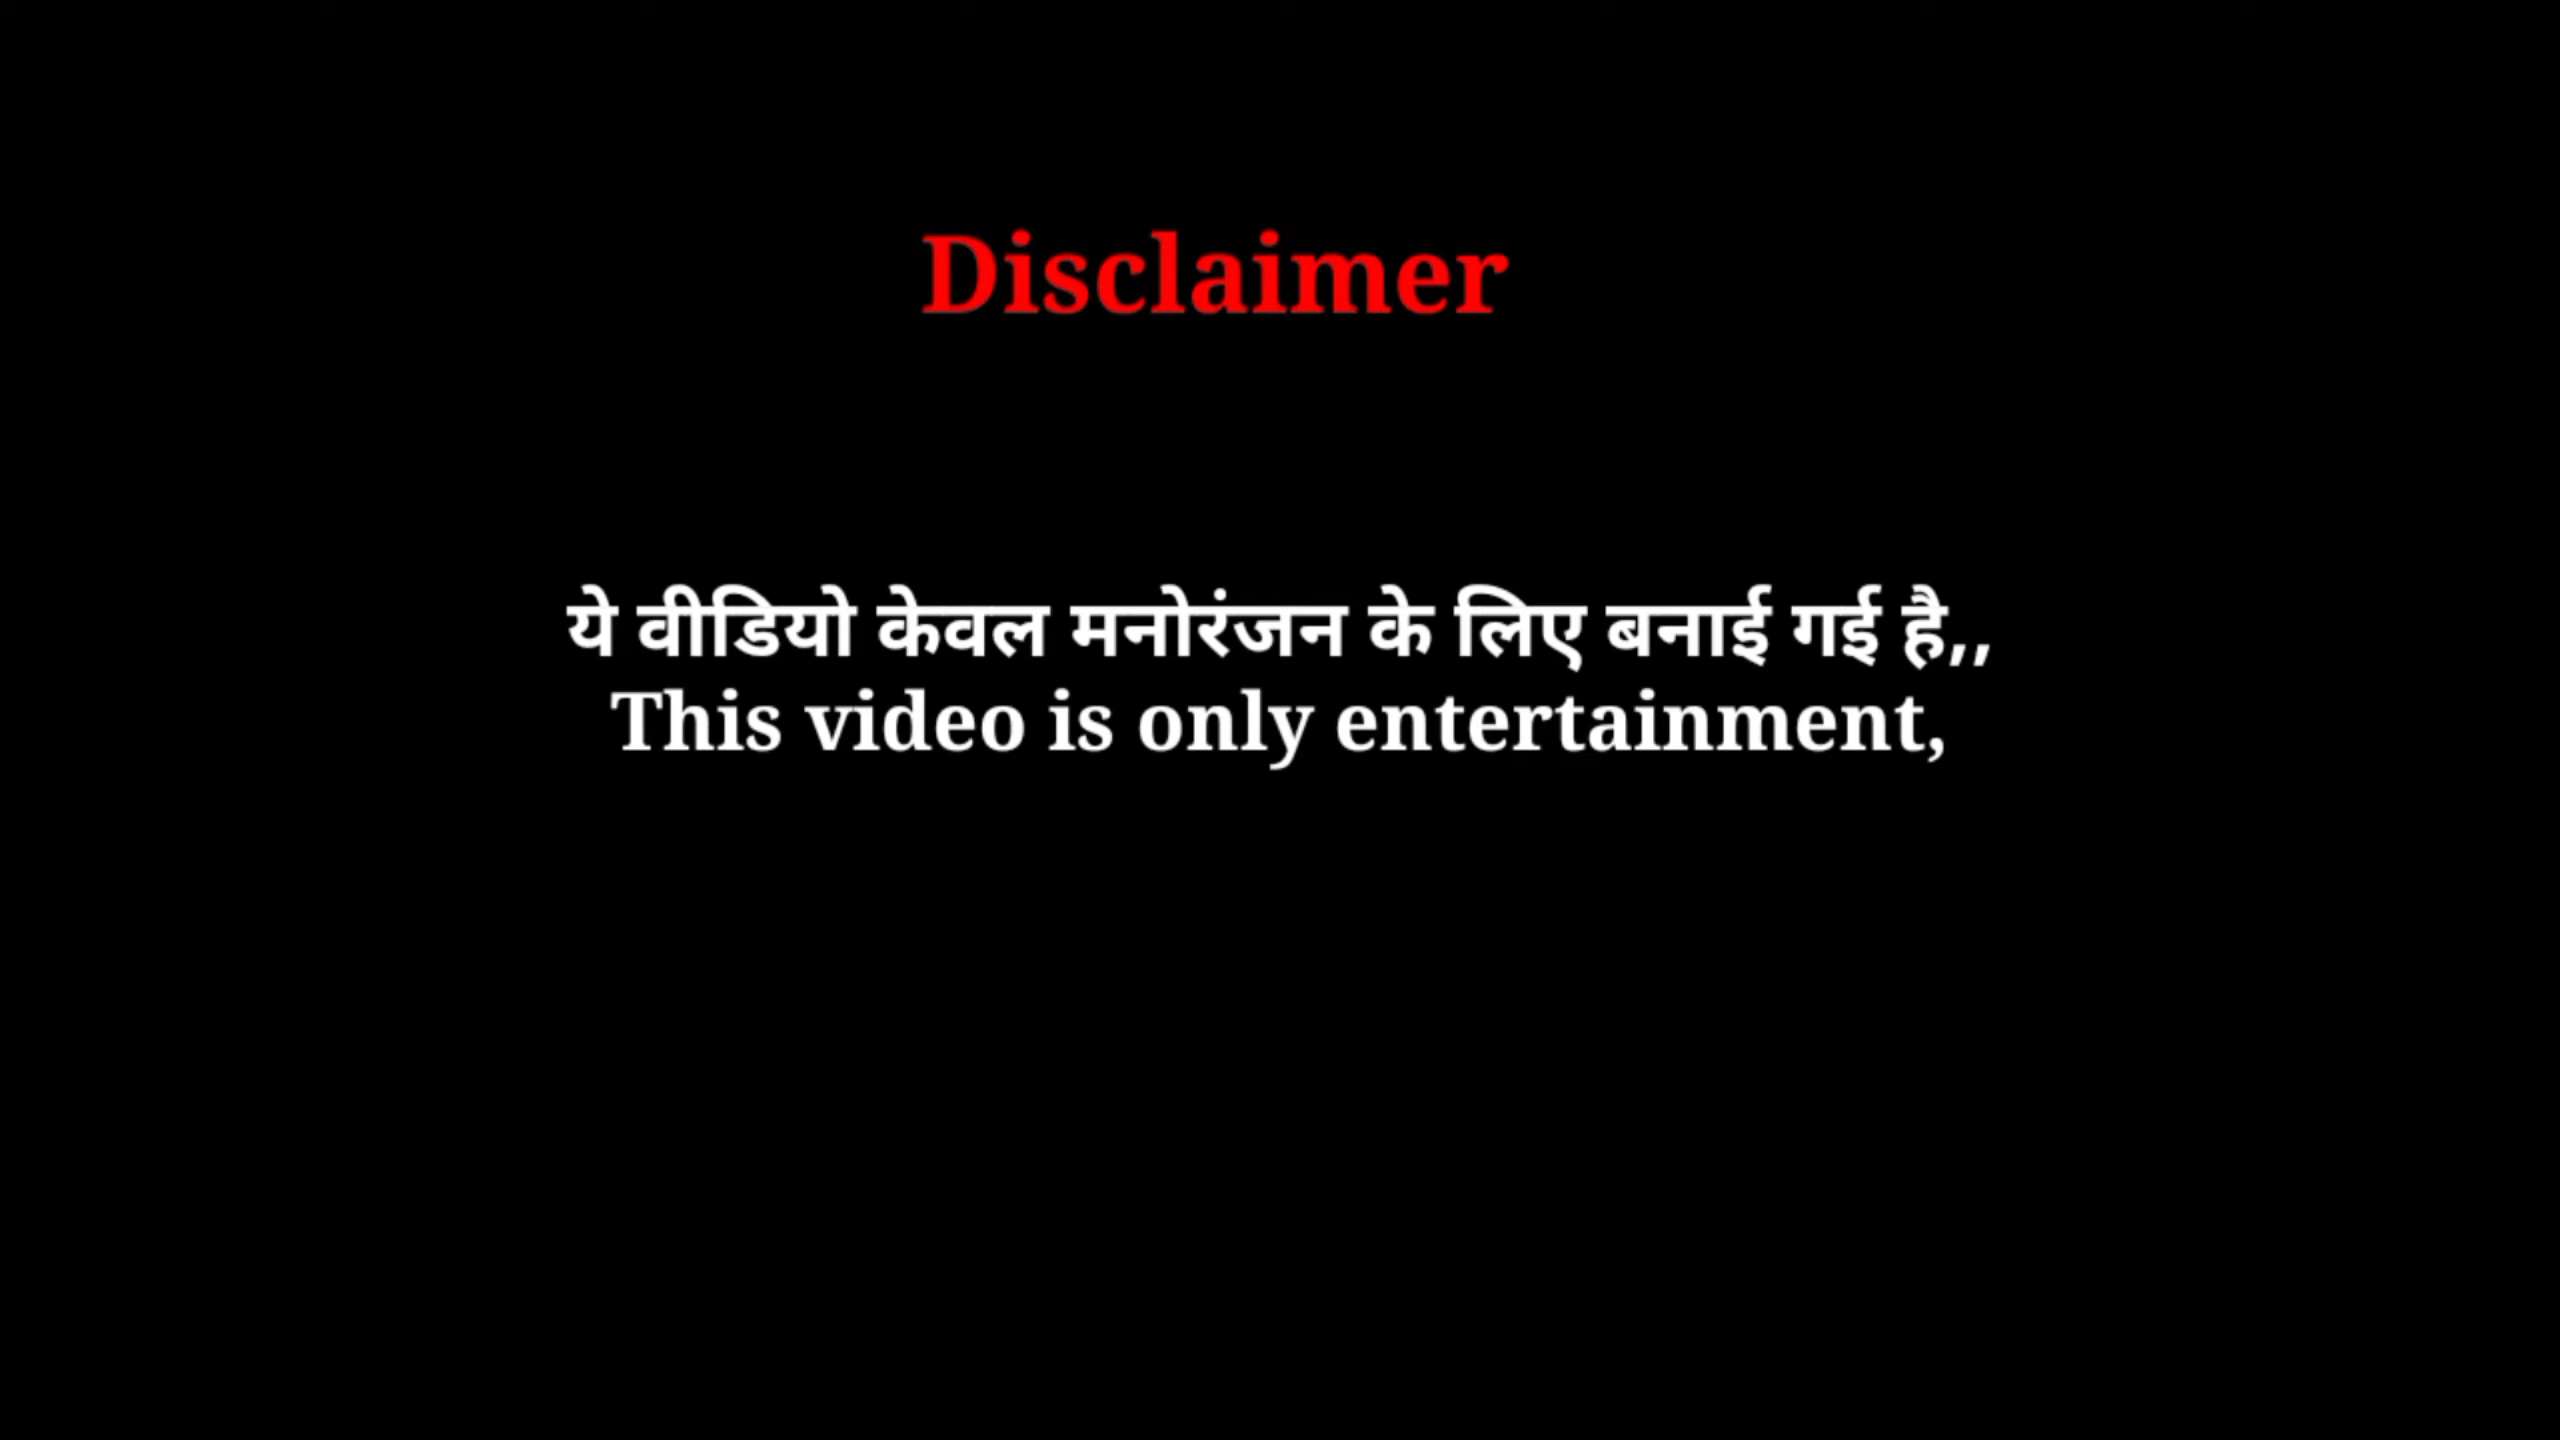 Disclaimer
ये वीडियो केवल मनोरंजन के लिए बनाई गई है,,
This video is only entertainment,